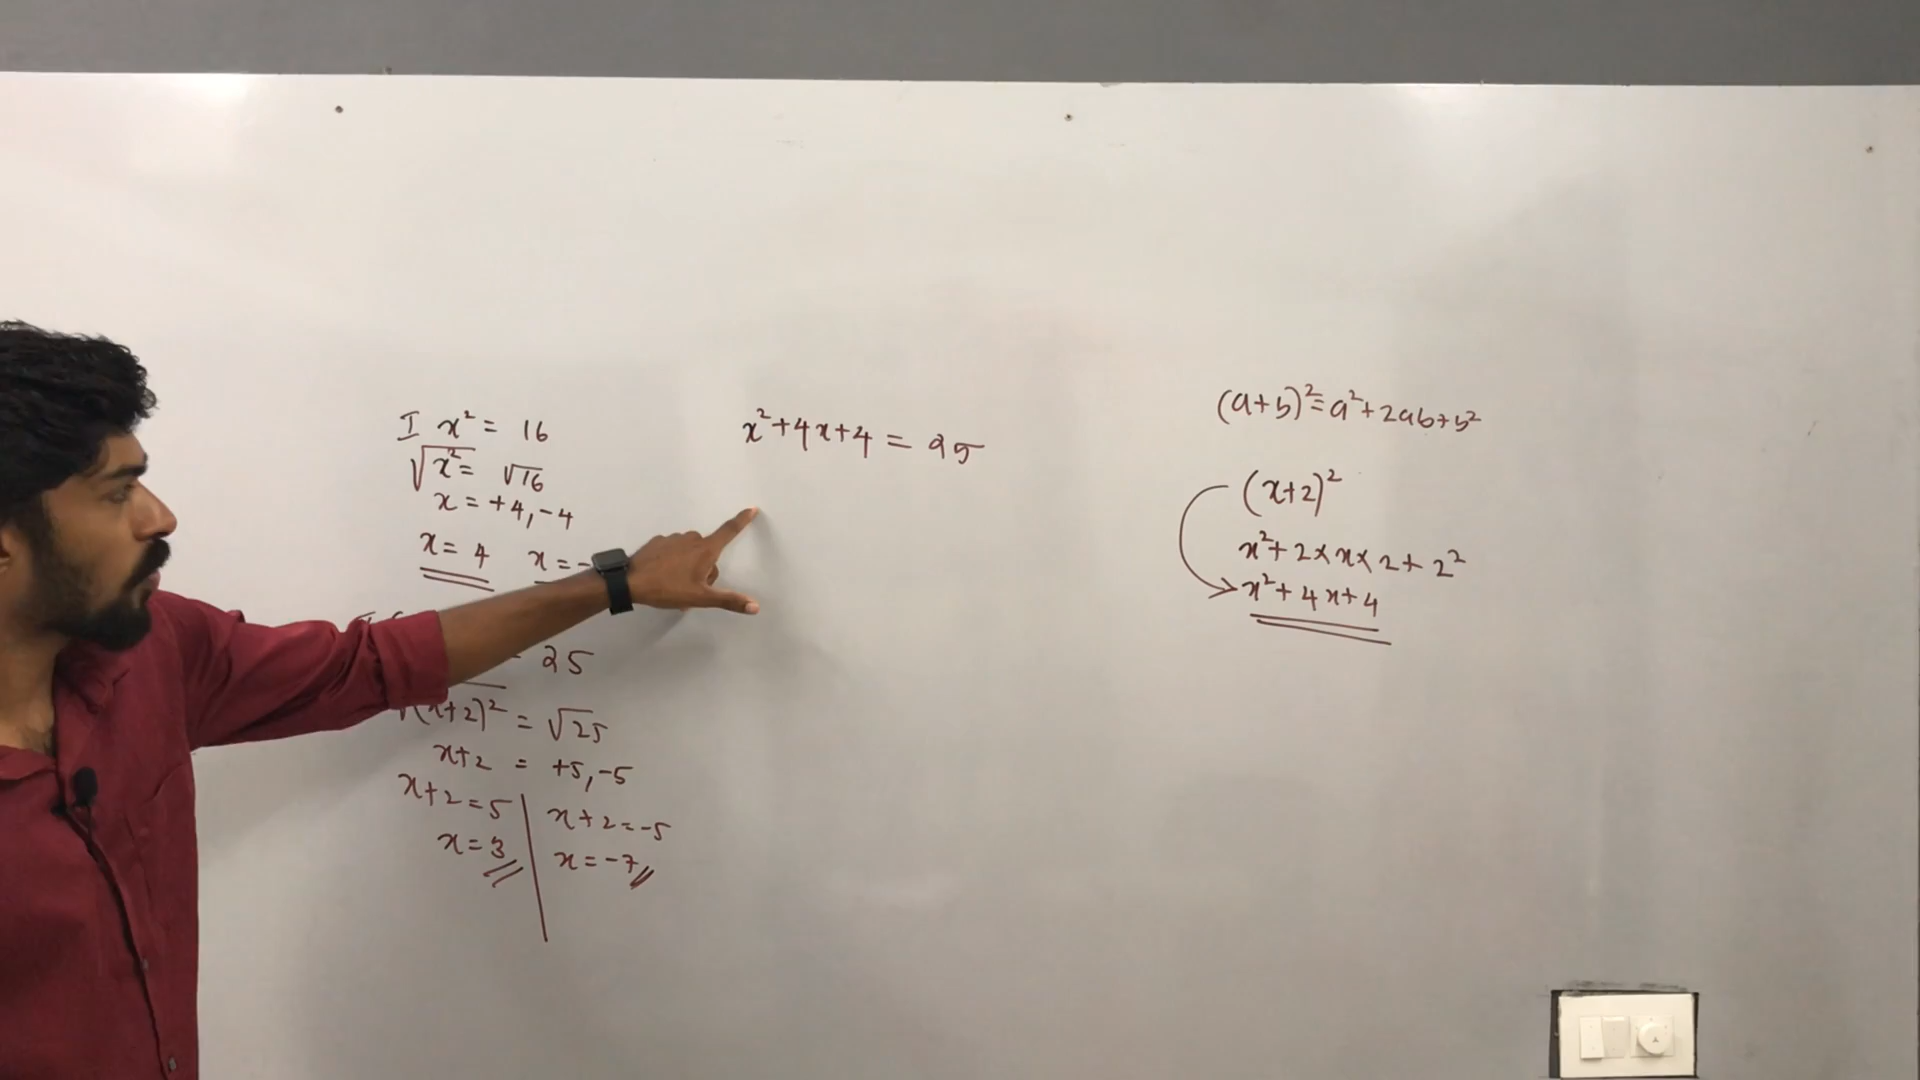 I x² = 16
√x² = √16
x = +4, -4
x = 4 x = -
= 25
√(x+2)² = √25
x+2 = +5, -5
x+2 = 5 x+2 = -5
x = 3 x = -7
x² + 4x + 4 = 25
(a+b)² = a² + 2ab + b²
(x+2)²
x² + 2 × x × 2 + 2²
x² + 4x + 4